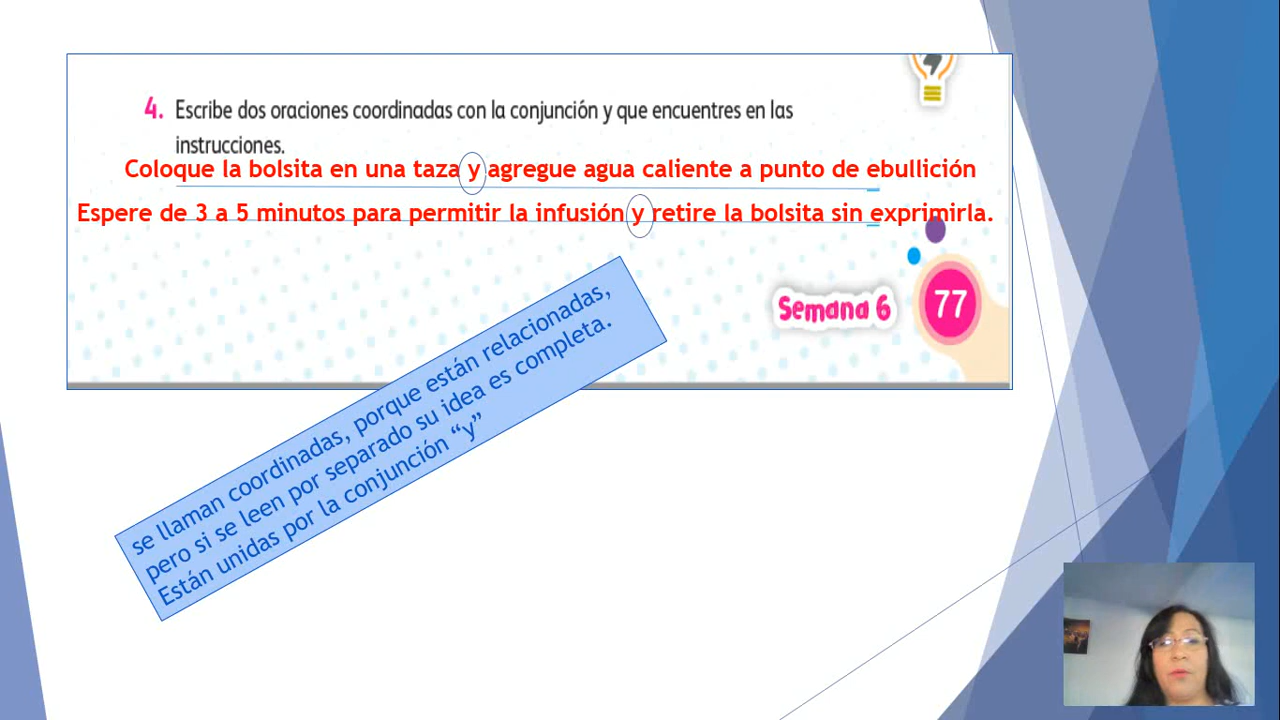 4. Escribe dos oraciones coordinadas con la conjunción y que encuentres en las
instrucciones.
Coloque la bolsita en una taza y agregue agua caliente a punto de ebullición
Espere de 3 a 5 minutos para permitir la infusión y retire la bolsita sin exprimirla.
Semana 6
77
se llaman coordinadas, porque están relacionadas,
pero si se leen por separado su idea es completa.
Están unidas por la conjunción “y”